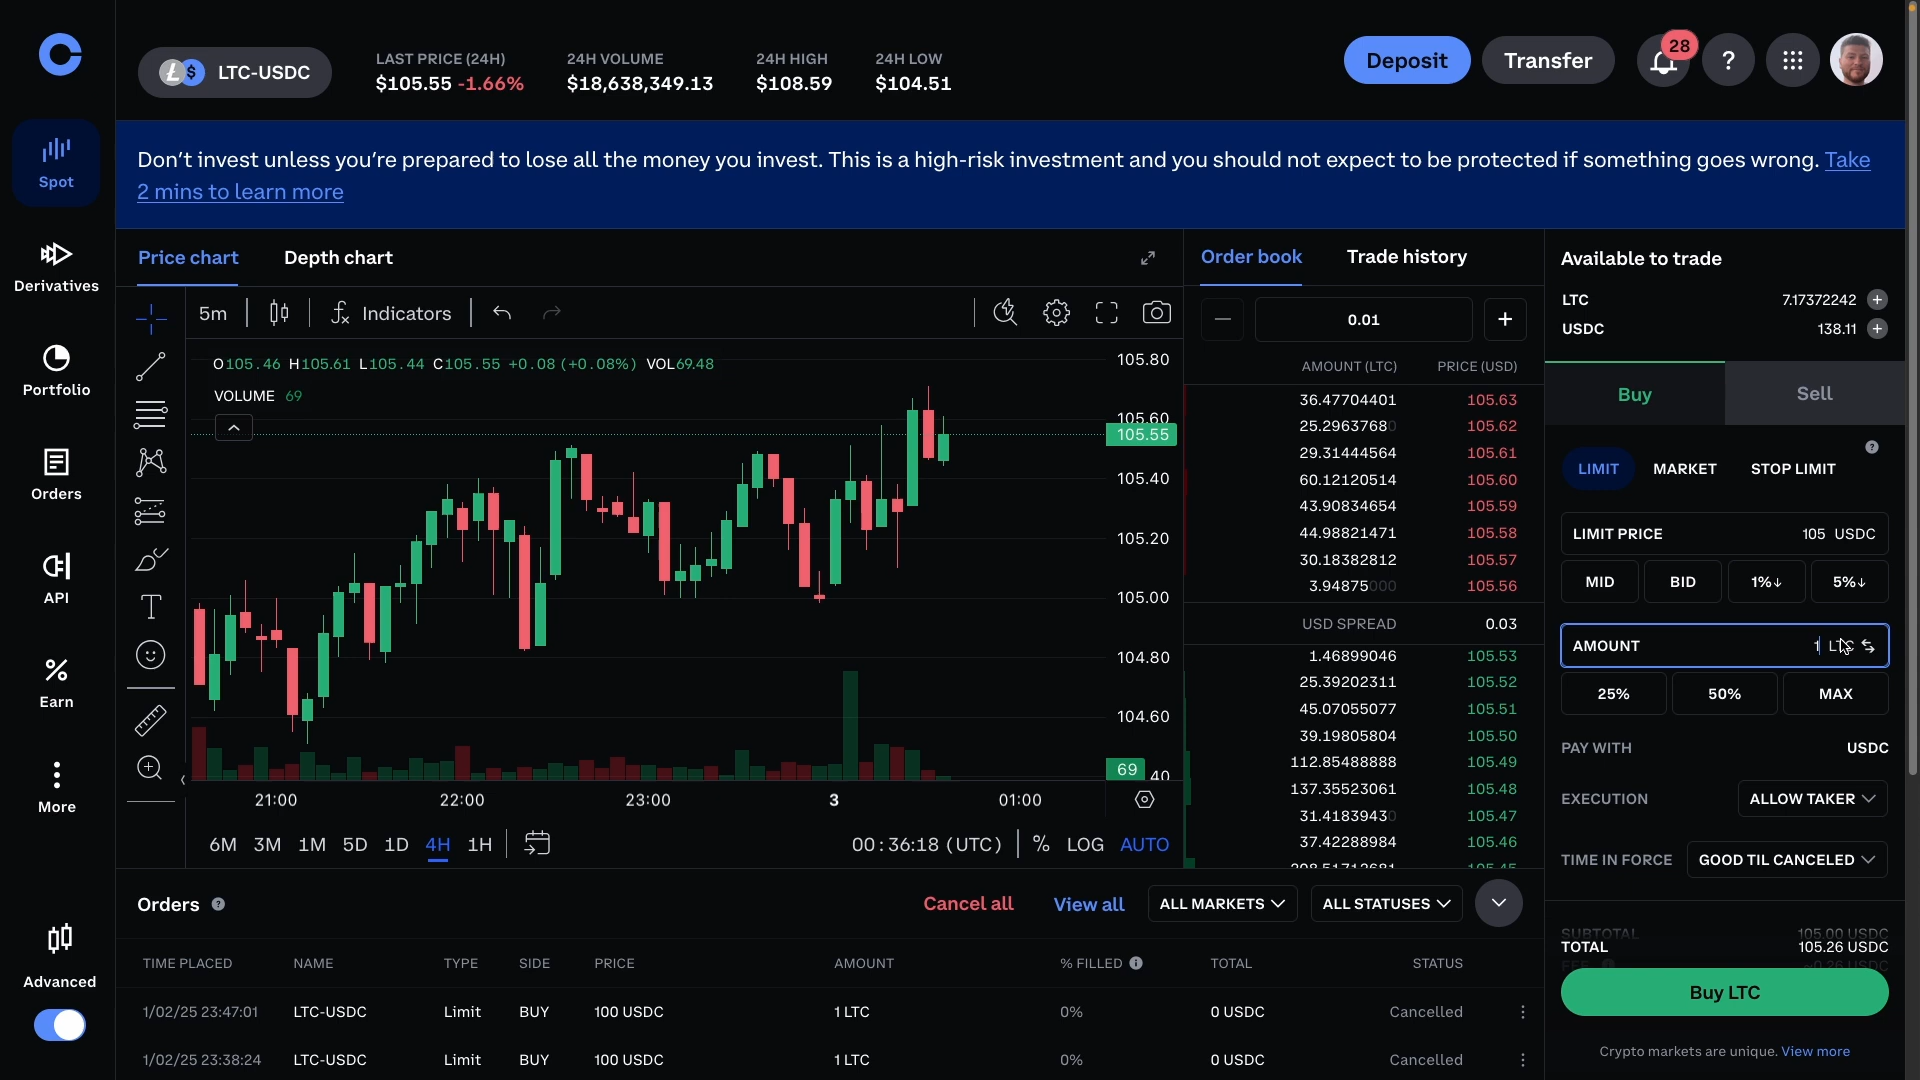 LTC-USDC
LAST PRICE (24H)
$105.55 -1.66%
24H VOLUME
$18,638,349.13
24H HIGH
$108.59
24H LOW
$104.51
Deposit
Transfer
28
?
Spot
Derivatives
Portfolio
Orders
API
Earn
More
Advanced
Don't invest unless you're prepared to lose all the money you invest. This is a high-risk investment and you should not expect to be protected if something goes wrong. Take
2 mins to learn more
Price chart
Depth chart
5m
Indicators
O105.46 H105.61 L105.44 C105.55 +0.08 (+0.08%) VOL69.48
VOLUME 69
105.80
105.60
105.55
105.40
105.20
105.00
104.80
104.60
69
40
21:00
22:00
23:00
3
01:00
6M 3M 1M 5D 1D 4H 1H
00:36:18 (UTC)
% LOG AUTO
Order book
Trade history
0.01
AMOUNT (LTC) PRICE (USD)
36.47704401 105.63
25.29637680 105.62
29.31444564 105.61
60.12120514 105.60
43.90834654 105.59
44.98821471 105.58
30.18382812 105.57
3.94875000 105.56
USD SPREAD 0.03
1.46899046 105.53
25.39202311 105.52
45.07055077 105.51
39.19805804 105.50
112.85488888 105.49
137.35523061 105.48
31.41839430 105.47
37.42288984 105.46
Available to trade
LTC 7.17372242
USDC 138.11
Buy
Sell
LIMIT
MARKET
STOP LIMIT
LIMIT PRICE 105 USDC
MID
BID
1%↓
5%↓
AMOUNT 1 LTC
25%
50%
MAX
PAY WITH USDC
EXECUTION ALLOW TAKER
TIME IN FORCE GOOD TIL CANCELED
SUBTOTAL 105.00 USDC
TOTAL 105.26 USDC
Buy LTC
Crypto markets are unique. View more
Orders
Cancel all
View all
ALL MARKETS
ALL STATUSES
TIME PLACED NAME TYPE SIDE PRICE AMOUNT % FILLED TOTAL STATUS
1/02/25 23:47:01 LTC-USDC Limit BUY 100 USDC 1 LTC 0% 0 USDC Cancelled
1/02/25 23:38:24 LTC-USDC Limit BUY 100 USDC 1 LTC 0% 0 USDC Cancelled